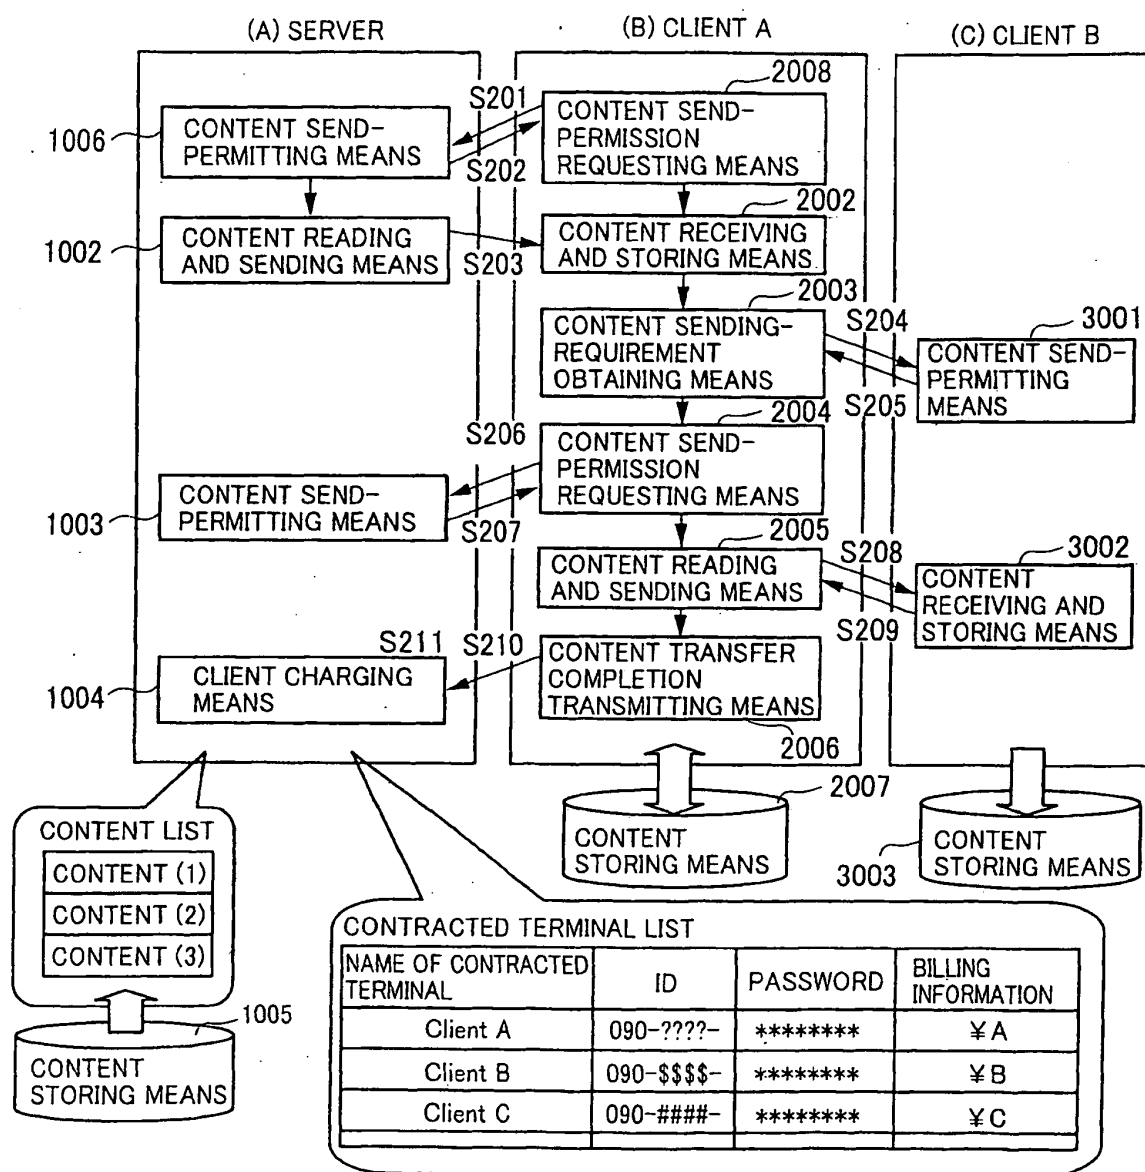 (A) SERVER
(B) CLIENT A
(C) CLIENT B
2008
S201
1006
CONTENT SEND-
PERMITTING MEANS
CONTENT SEND-
PERMISSION
REQUESTING MEANS
S202
2002
1002
CONTENT READING
AND SENDING MEANS
S203
CONTENT RECEIVING
AND STORING MEANS
2003
S204
3001
CONTENT SENDING-
REQUIREMENT
OBTAINING MEANS
CONTENT SEND-
PERMITTING
MEANS
S205
2004
S206
CONTENT SEND-
PERMISSION
REQUESTING MEANS
1003
CONTENT SEND-
PERMITTING MEANS
S207
2005
S208
3002
CONTENT READING
AND SENDING MEANS
CONTENT
RECEIVING AND
STORING MEANS
S209
S211
S210
1004
CLIENT CHARGING
MEANS
CONTENT TRANSFER
COMPLETION
TRANSMITTING MEANS
2006
2007
CONTENT
STORING MEANS
3003
CONTENT
STORING MEANS
CONTENT LIST
CONTENT (1)
CONTENT (2)
CONTENT (3)
1005
CONTENT
STORING MEANS
CONTRACTED TERMINAL LIST
NAME OF CONTRACTED
TERMINAL
ID
PASSWORD
BILLING
INFORMATION
Client A 090-????- ******** ¥A
Client B 090-$$$$- ******** ¥B
Client C 090-####- ******** ¥C